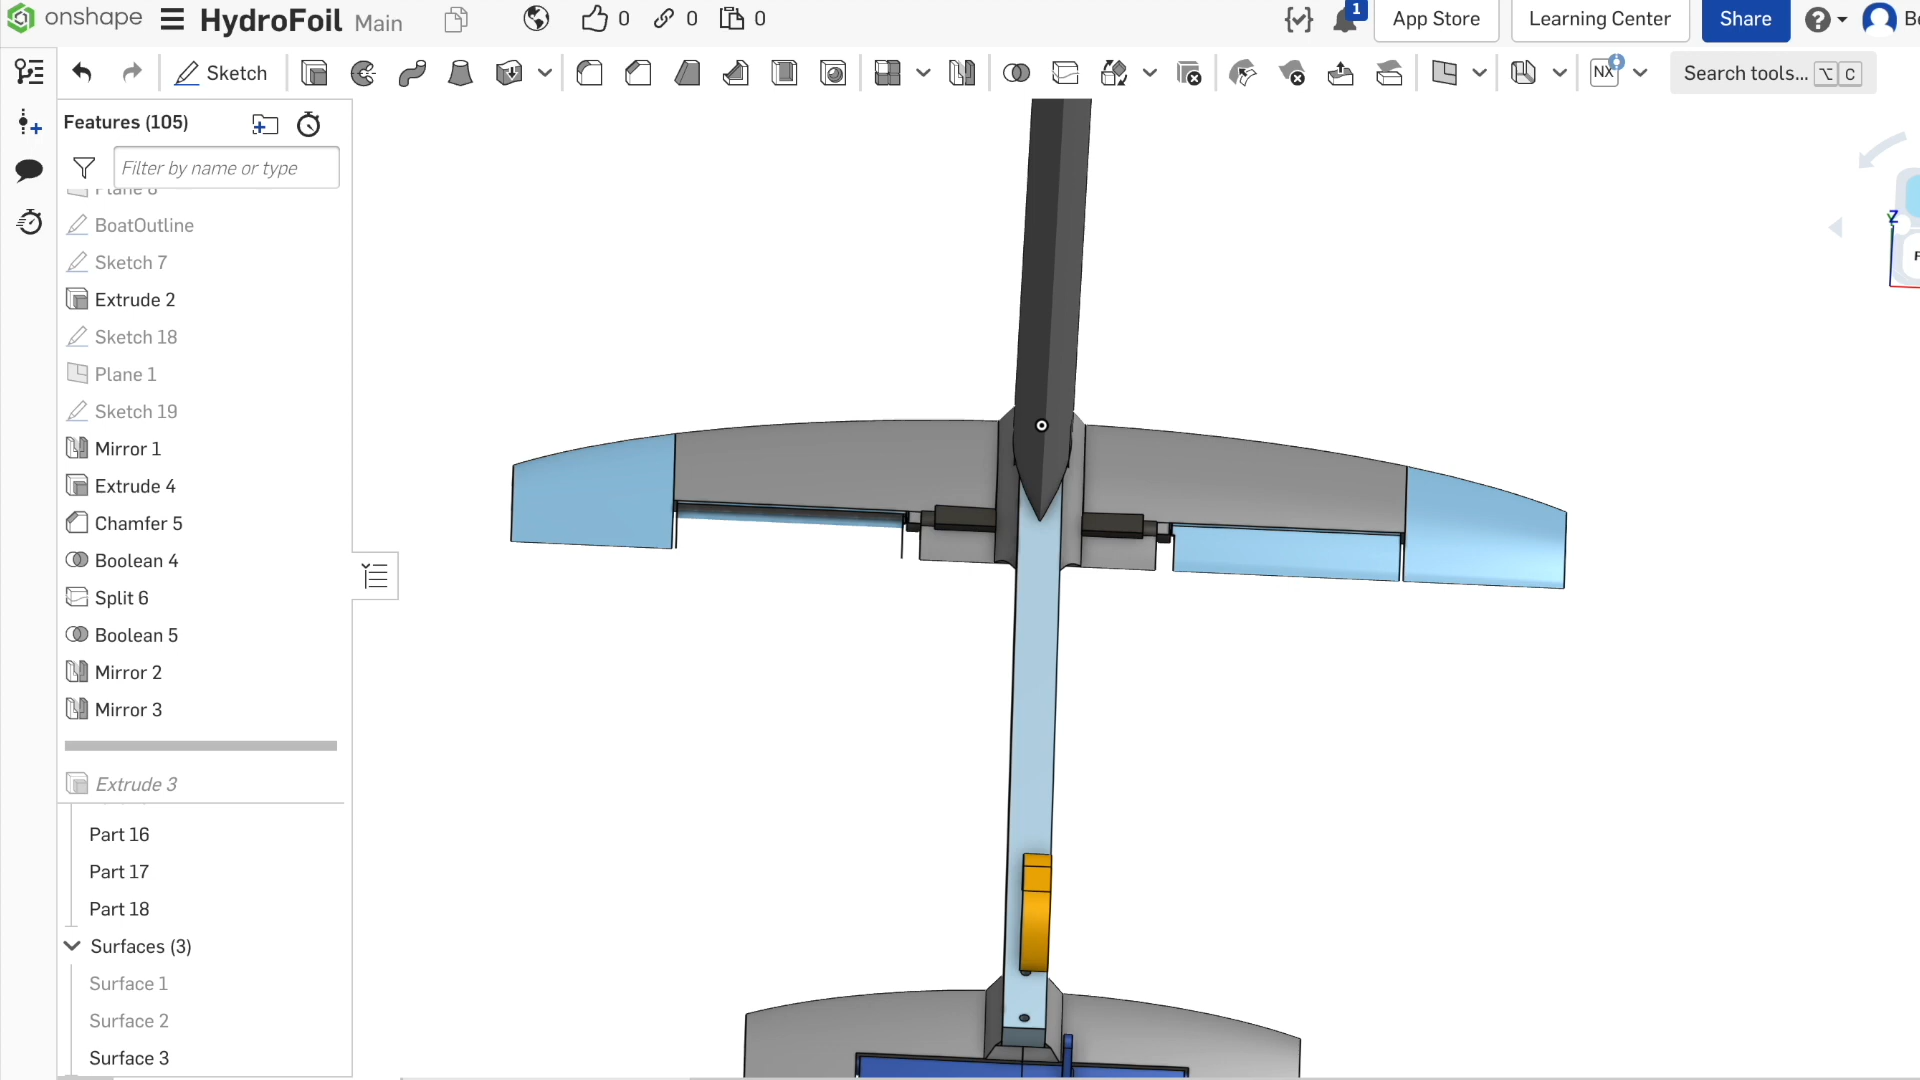 onshape HydroFoil Main 0 0 0 1 App Store Learning Center Share
Sketch NX Search tools... ⌥ C
Features (105)
Filter by name or type
Plane 6
BoatOutline
Sketch 7
Extrude 2
Sketch 18
Plane 1
Sketch 19
Mirror 1
Extrude 4
Chamfer 5
Boolean 4
Split 6
Boolean 5
Mirror 2
Mirror 3
Extrude 3
Part 16
Part 17
Part 18
Surfaces (3)
Surface 1
Surface 2
Surface 3
Z